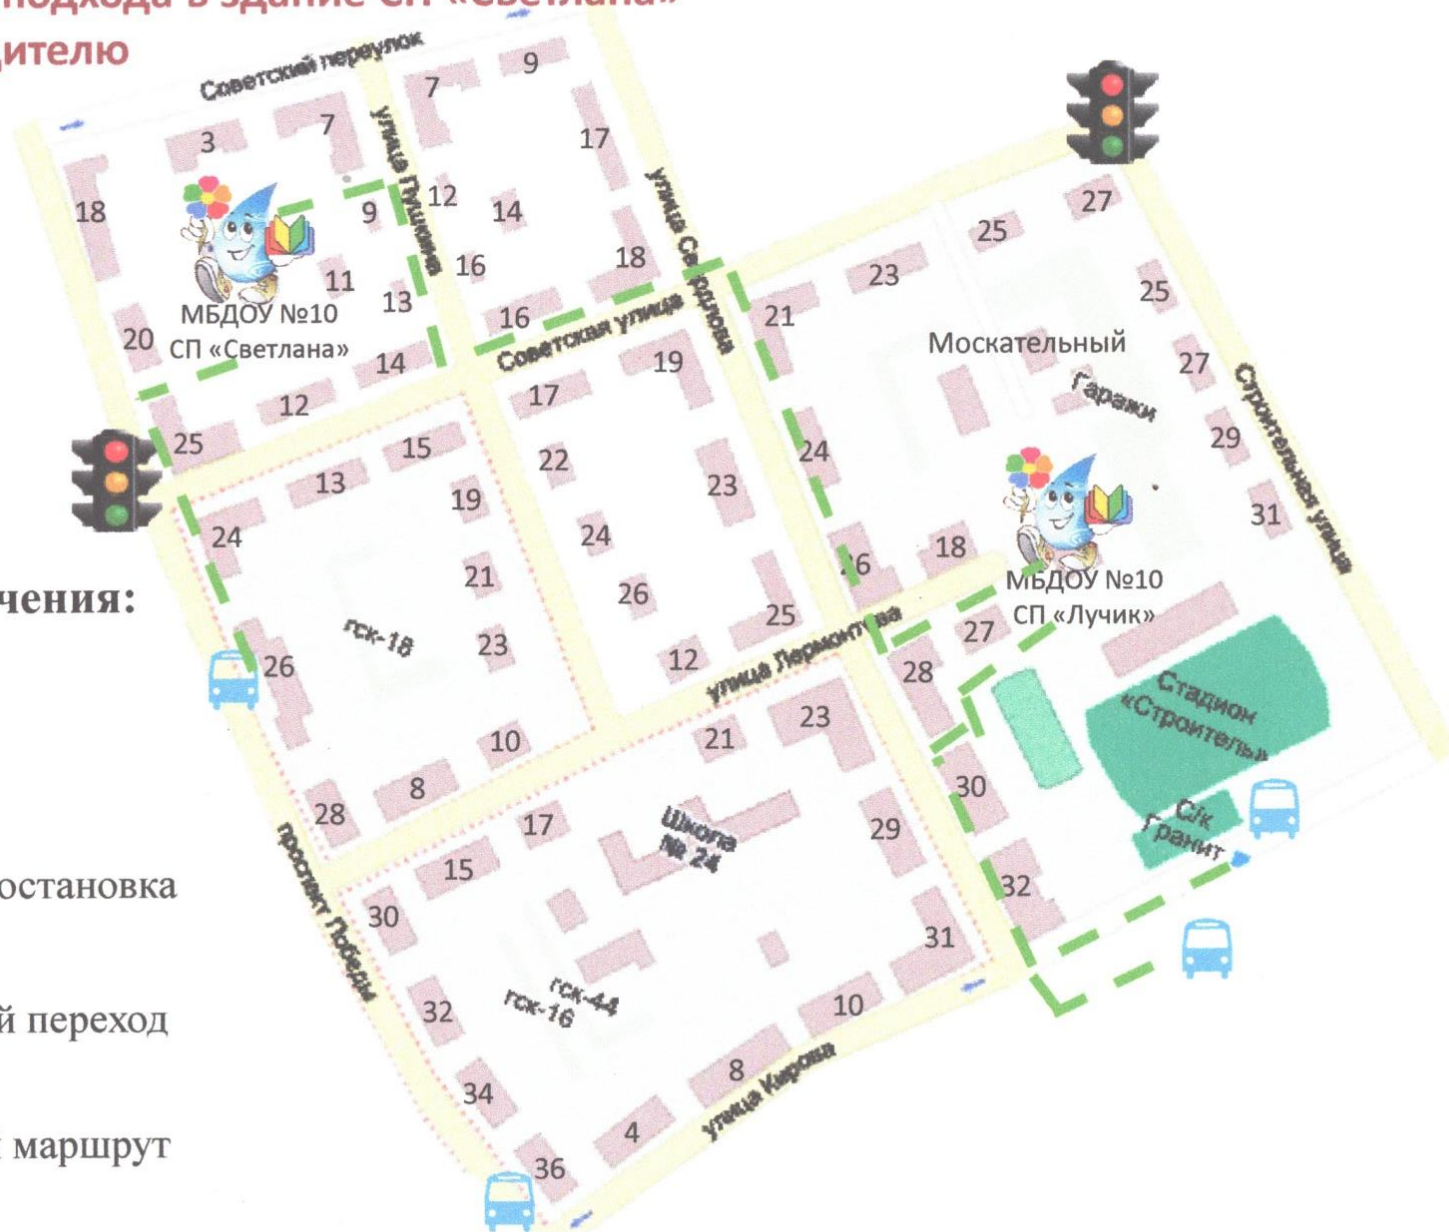 подхода в здание СП «Светлана»
дителю
Советский переулок
7
9
3
7
улица Пушкина
17
18
9
12
14
улица Свердлова
27
25
11
13
16
18
23
25
МБДОУ №10
СП «Светлана»
20
16
Советская улица
21
14
19
Москательный
27
12
17
Гаражи
Строительная улица
25
15
22
24
29
13
19
23
31
24
24
26
18
чения:
21
26
МБДОУ №10
СП «Лучик»
гск-18
23
25
27
26
12
улица Лермонтова
28
Стадион
«Строитель»
10
21
23
28
8
17
Школа
№ 24
29
30
С/к
Гранит
проспект Победы
15
остановка
30
32
31
й переход
32
гск-44
гск-16
10
34
8
улица Кирова
й маршрут
4
36